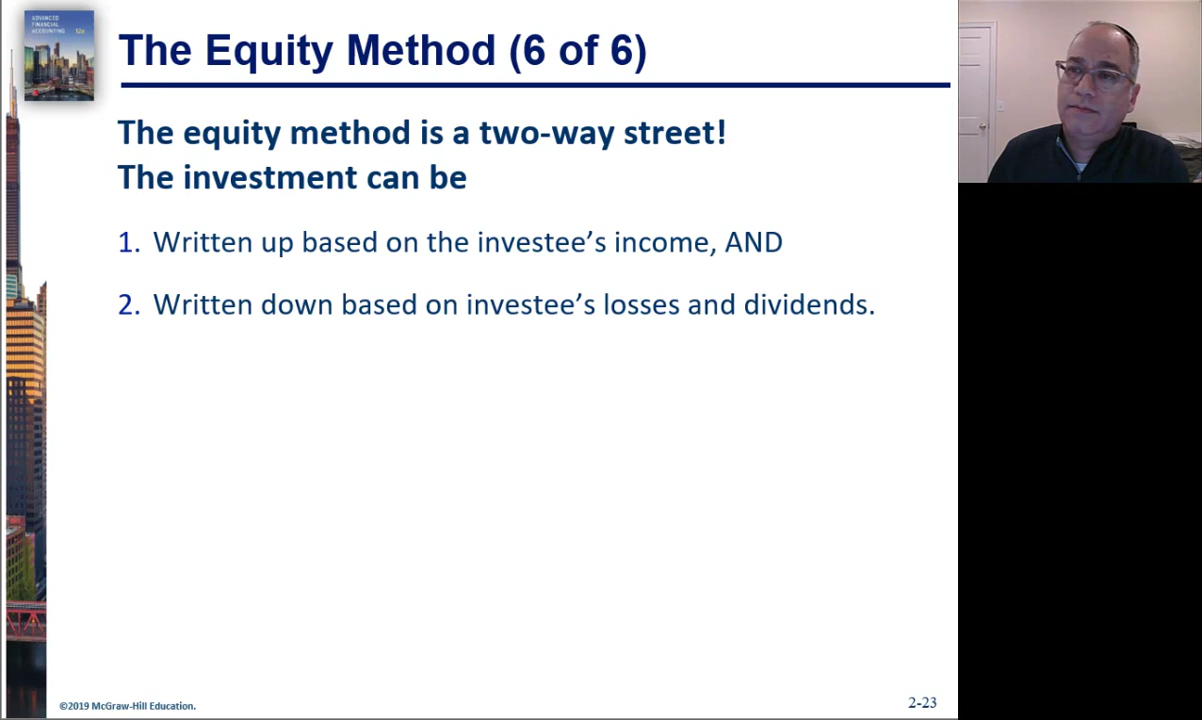 ADVANCED
FINANCIAL
ACCOUNTING 12e
The Equity Method (6 of 6)
The equity method is a two-way street!
The investment can be
1. Written up based on the investee’s income, AND
2. Written down based on investee’s losses and dividends.
©2019 McGraw-Hill Education.
2-23